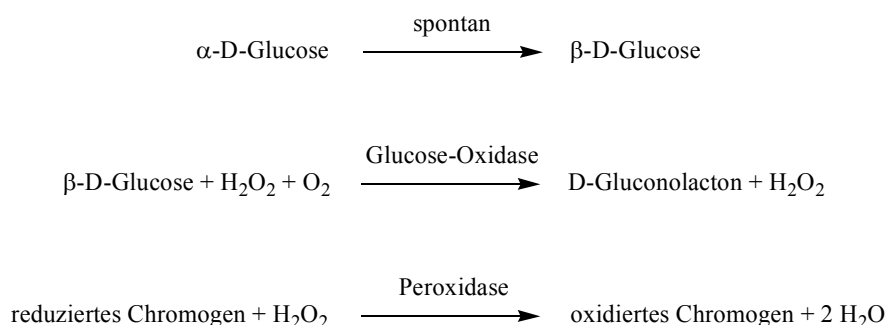 spontan
α-D-Glucose β-D-Glucose
Glucose-Oxidase
β-D-Glucose + H₂O₂ + O₂ D-Gluconolacton + H₂O₂
Peroxidase
reduziertes Chromogen + H₂O₂ oxidiertes Chromogen + 2 H₂O